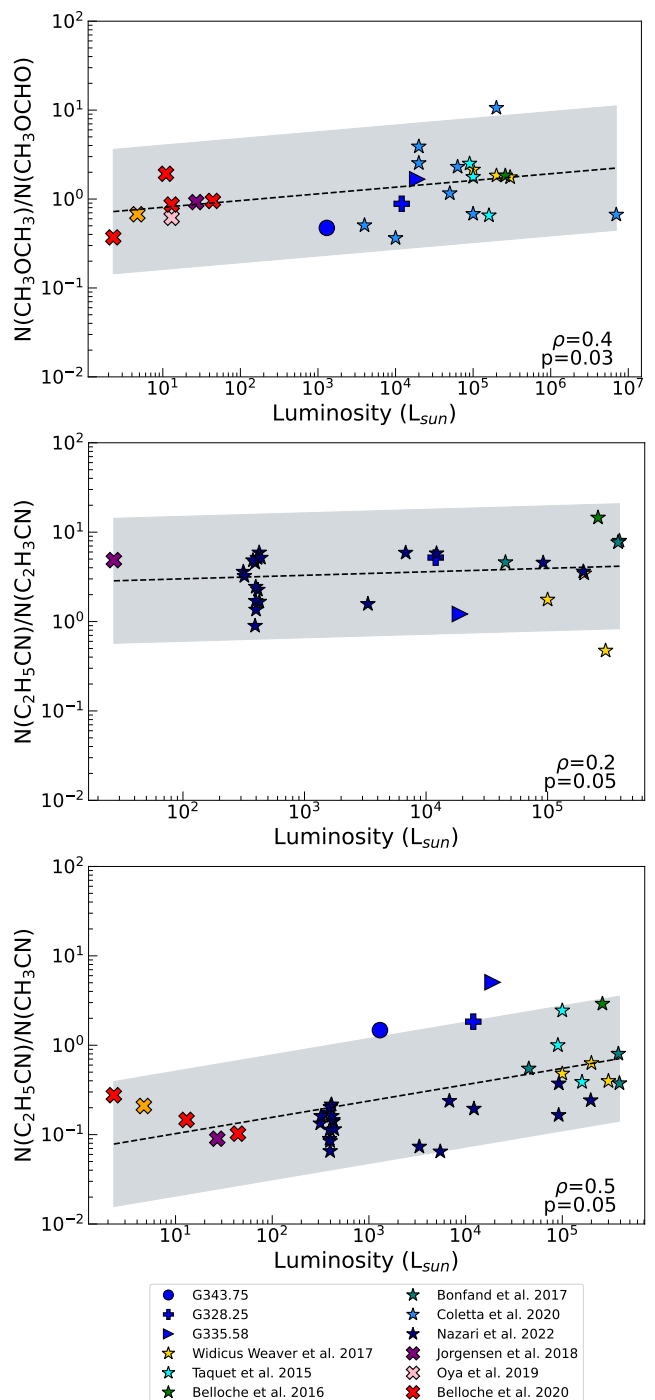 10²
10¹
10⁰
10⁻¹
10⁻²
N(CH₃OCH₃)/N(CH₃OCHO)
ρ=0.4
p=0.03
10¹ 10² 10³ 10⁴ 10⁵ 10⁶ 10⁷
Luminosity (L_sun)
10²
10¹
10⁰
10⁻¹
10⁻²
N(C₂H₅CN)/N(C₂H₃CN)
ρ=0.2
p=0.05
10² 10³ 10⁴ 10⁵
Luminosity (L_sun)
10²
10¹
10⁰
10⁻¹
10⁻²
N(C₂H₅CN)/N(CH₃CN)
ρ=0.5
p=0.05
10¹ 10² 10³ 10⁴ 10⁵
Luminosity (L_sun)
G343.75
G328.25
G335.58
Widicus Weaver et al. 2017
Taquet et al. 2015
Belloche et al. 2016
Bonfand et al. 2017
Coletta et al. 2020
Nazari et al. 2022
Jorgensen et al. 2018
Oya et al. 2019
Belloche et al. 2020